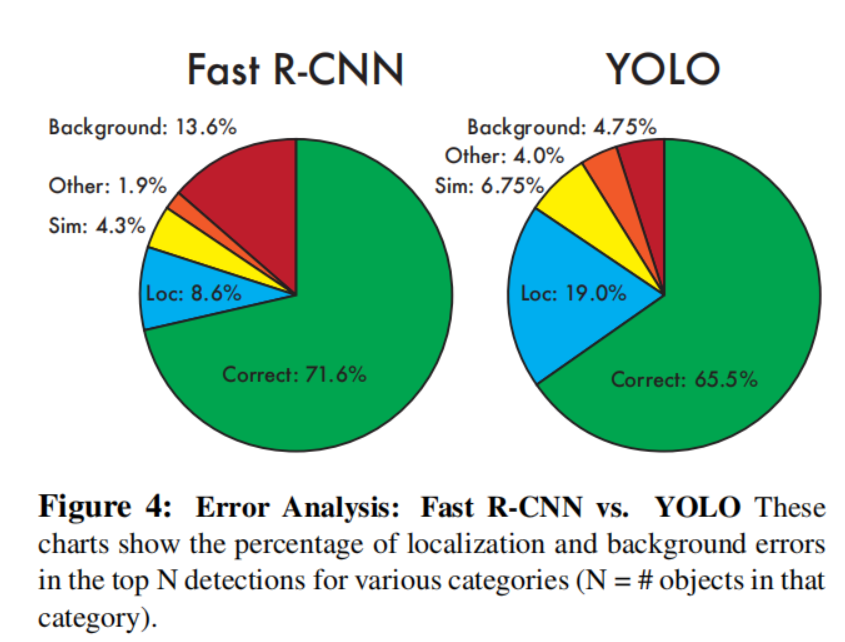 Fast R-CNN
YOLO
Background: 13.6%
Other: 1.9%
Sim: 4.3%
Loc: 8.6%
Correct: 71.6%
Background: 4.75%
Other: 4.0%
Sim: 6.75%
Loc: 19.0%
Correct: 65.5%
Figure 4: Error Analysis: Fast R-CNN vs. YOLO These
charts show the percentage of localization and background errors
in the top N detections for various categories (N = # objects in that
category).